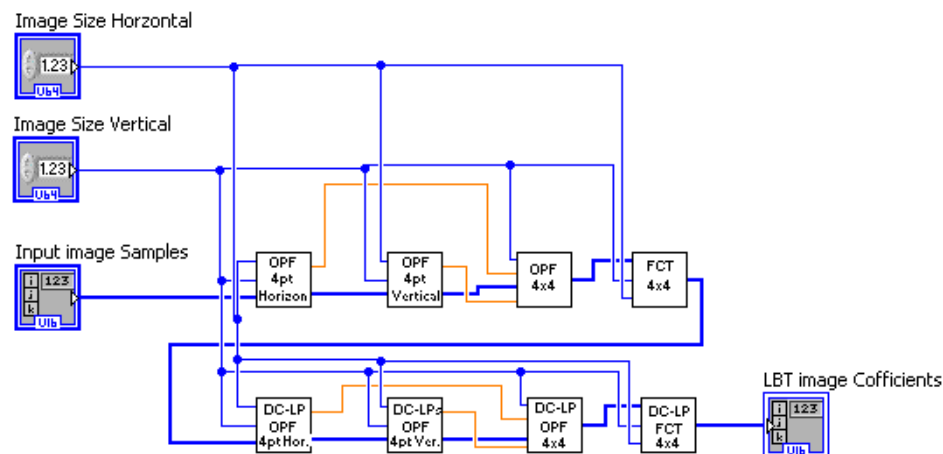 Image Size Horzontal
1.23
U64
Image Size Vertical
1.23
U64
Input image Samples
i
j
k
123
U16
OPF
4pt
Horizon
OPF
4pt
Vertical
OPF
4x4
FCT
4x4
DC-LP
OPF
4ptHor.
DC-LPs
OPF
4pt Ver.
DC-LP
OPF
4x4
DC-LP
FCT
4x4
LBT image Cofficients
i
j
k
123
U16